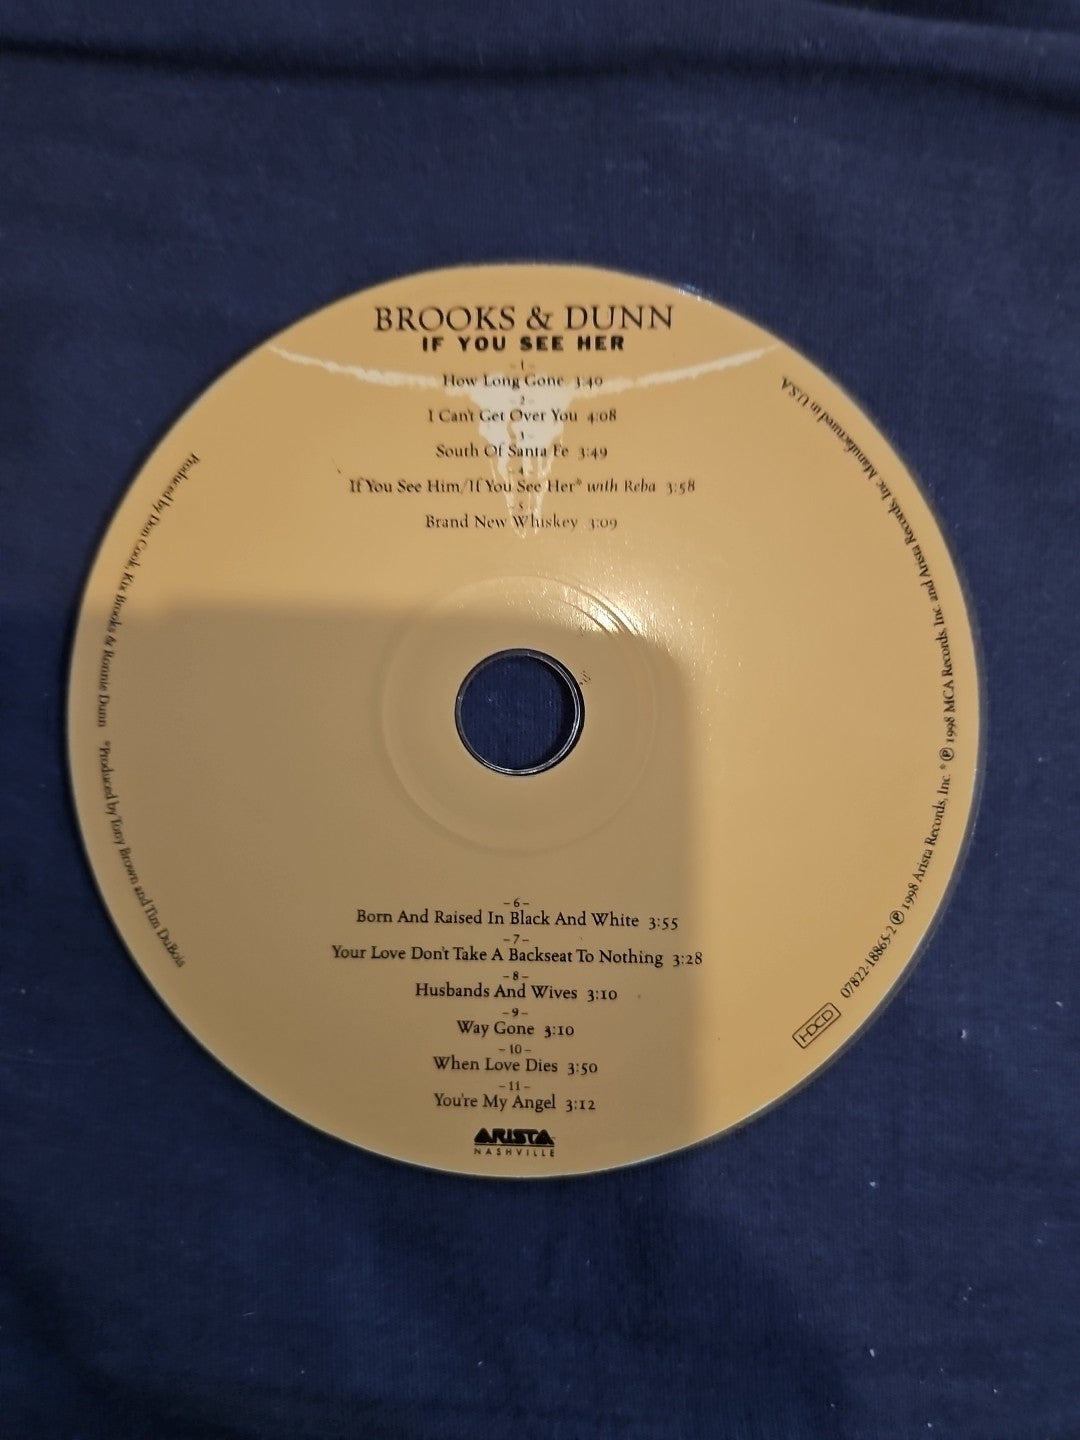 BROOKS & DUNN
IF YOU SEE HER
-1-
How Long Gone 3:40
-2-
I Can't Get Over You 4:08
-3-
South Of Santa Fe 3:49
-4-
If You See Him/If You See Her* with Reba 3:58
-5-
Brand New Whiskey 3:09
Produced by Don Cook, Kix Brooks & Ronnie Dunn *Produced by Tony Brown and Tim DuBois
-6-
Born And Raised In Black And White 3:55
-7-
Your Love Don't Take A Backseat To Nothing 3:28
-8-
Husbands And Wives 3:10
-9-
Way Gone 3:10
-10-
When Love Dies 3:50
-11-
You're My Angel 3:12
ARISTA
NASHVILLE
HDCD 07822-18865-2 ℗ 1998 Arista Records, Inc. * ℗ 1998 MCA Records, Inc. and Arista Records, Inc. Manufactured in U.S.A.